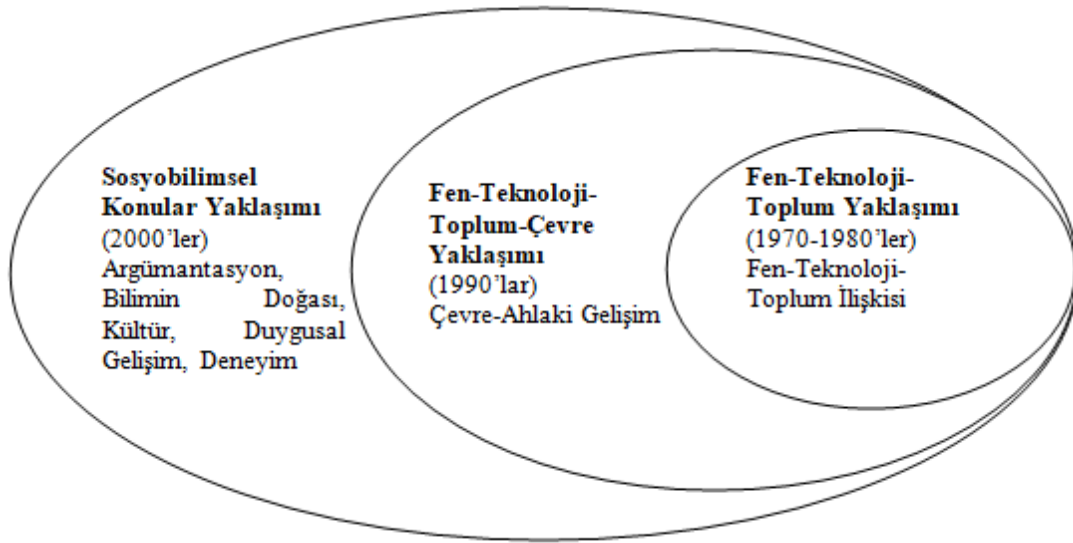 Sosyobilimsel
Konular Yaklaşımı
(2000’ler)
Argümantasyon,
Bilimin Doğası,
Kültür, Duygusal
Gelişim, Deneyim
Fen-Teknoloji-
Toplum-Çevre
Yaklaşımı
(1990’lar)
Çevre-Ahlaki Gelişim
Fen-Teknoloji-
Toplum Yaklaşımı
(1970-1980’ler)
Fen-Teknoloji-
Toplum İlişkisi